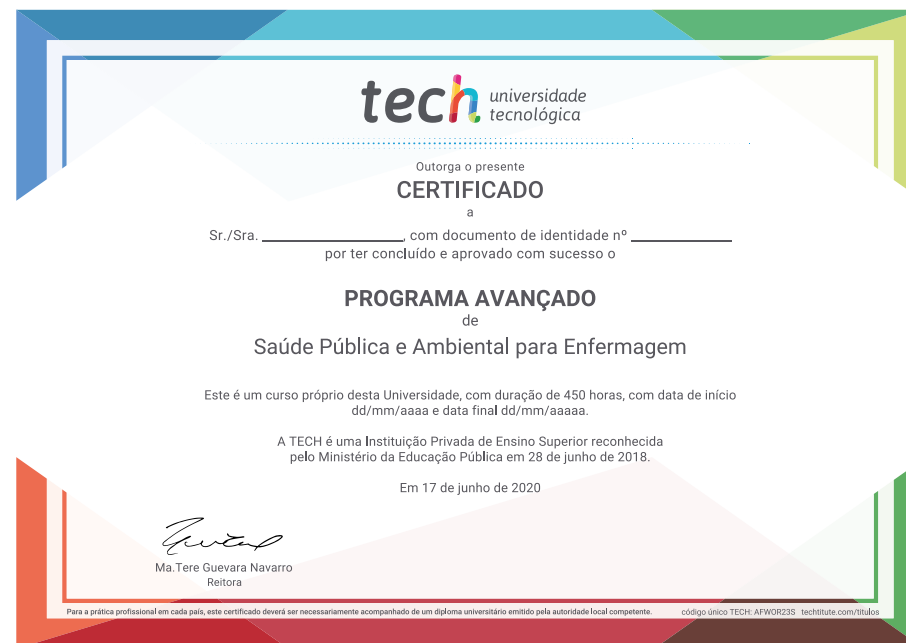 tech universidade
tecnológica
Outorga o presente
CERTIFICADO
a
Sr./Sra. ____________________, com documento de identidade nº ______________
por ter concluído e aprovado com sucesso o
PROGRAMA AVANÇADO
de
Saúde Pública e Ambiental para Enfermagem
Este é um curso próprio desta Universidade, com duração de 450 horas, com data de início
dd/mm/aaaa e data final dd/mm/aaaaa.
A TECH é uma Instituição Privada de Ensino Superior reconhecida
pelo Ministério da Educação Pública em 28 de junho de 2018.
Em 17 de junho de 2020
Ma.Tere Guevara Navarro
Reitora
Para a prática profissional em cada país, este certificado deverá ser necessariamente acompanhado de um diploma universitário emitido pela autoridade local competente. código único TECH: AFWOR23S techtitute.com/titulos